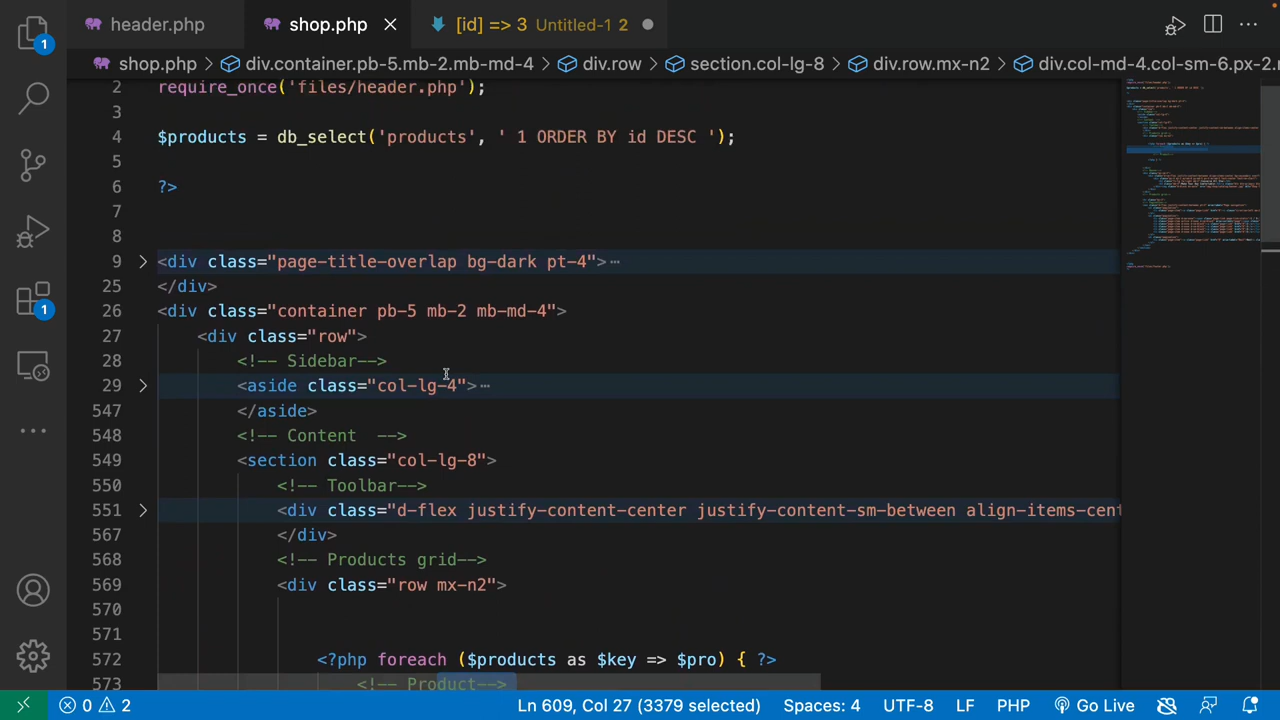 header.php
shop.php
[id] => 3 Untitled-1 2
shop.php > div.container.pb-5.mb-2.mb-md-4 > div.row > section.col-lg-8 > div.row.mx-n2 > div.col-md-4.col-sm-6.px-2.
2 require_once('files/header.php');
3
4 $products = db_select('products', ' 1 ORDER BY id DESC ');
5
6 ?>
7
8
9 <div class="page-title-overlap bg-dark pt-4">⋯
25 </div>
26 <div class="container pb-5 mb-2 mb-md-4">
27 <div class="row">
28 <!-- Sidebar-->
29 <aside class="col-lg-4">⋯
547 </aside>
548 <!-- Content  -->
549 <section class="col-lg-8">
550 <!-- Toolbar-->
551 <div class="d-flex justify-content-center justify-content-sm-between align-items-cent
567 </div>
568 <!-- Products grid-->
569 <div class="row mx-n2">
570
571
572 <?php foreach ($products as $key => $pro) { ?>
573 <!-- Product-->
1
1
0 2 Ln 609, Col 27 (3379 selected) Spaces: 4 UTF-8 LF PHP Go Live